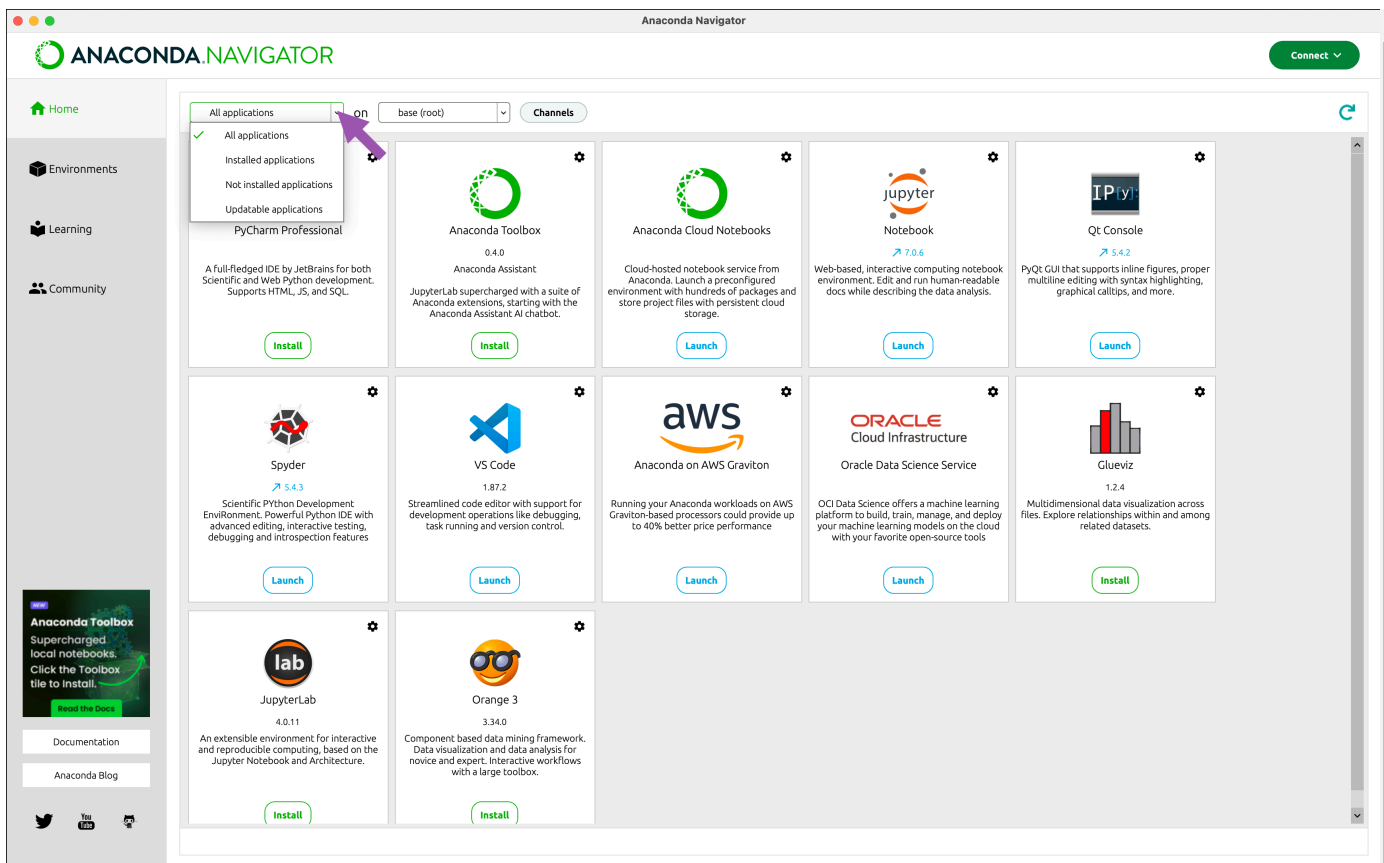 Anaconda Navigator
ANACONDA.NAVIGATOR
Connect
Home
Environments
Learning
Community
All applications
on
base (root)
Channels
All applications
Installed applications
Not installed applications
Updatable applications
PyCharm Professional
A full-fledged IDE by JetBrains for both
Scientific and Web Python development.
Supports HTML, JS, and SQL.
Install
Anaconda Toolbox
0.4.0
Anaconda Assistant
JupyterLab supercharged with a suite of
Anaconda extensions, starting with the
Anaconda Assistant AI chatbot.
Install
Anaconda Cloud Notebooks
Cloud-hosted notebook service from
Anaconda. Launch a preconfigured
environment with hundreds of packages and
store project files with persistent cloud
storage.
Launch
jupyter
Notebook
7.0.6
Web-based, interactive computing notebook
environment. Edit and run human-readable
docs while describing the data analysis.
Launch
IP[y]:
Qt Console
5.4.2
PyQt GUI that supports inline figures, proper
multiline editing with syntax highlighting,
graphical calltips, and more.
Launch
Spyder
5.4.3
Scientific PYthon Development
EnviRonment. Powerful Python IDE with
advanced editing, interactive testing,
debugging and introspection features
Launch
VS Code
1.87.2
Streamlined code editor with support for
development operations like debugging,
task running and version control.
Launch
aws
Anaconda on AWS Graviton
Running your Anaconda workloads on AWS
Graviton-based processors could provide up
to 40% better price performance
Launch
ORACLE
Cloud Infrastructure
Oracle Data Science Service
OCI Data Science offers a machine learning
platform to build, train, manage, and deploy
your machine learning models on the cloud
with your favorite open-source tools
Launch
Glueviz
1.2.4
Multidimensional data visualization across
files. Explore relationships within and among
related datasets.
Install
lab
JupyterLab
4.0.11
An extensible environment for interactive
and reproducible computing, based on the
Jupyter Notebook and Architecture.
Install
Orange 3
3.34.0
Component based data mining framework.
Data visualization and data analysis for
novice and expert. Interactive workflows
with a large toolbox.
Install
NEW
Anaconda Toolbox
Supercharged
local notebooks.
Click the Toolbox
tile to Install.
Read the Docs
Documentation
Anaconda Blog
You
Tube